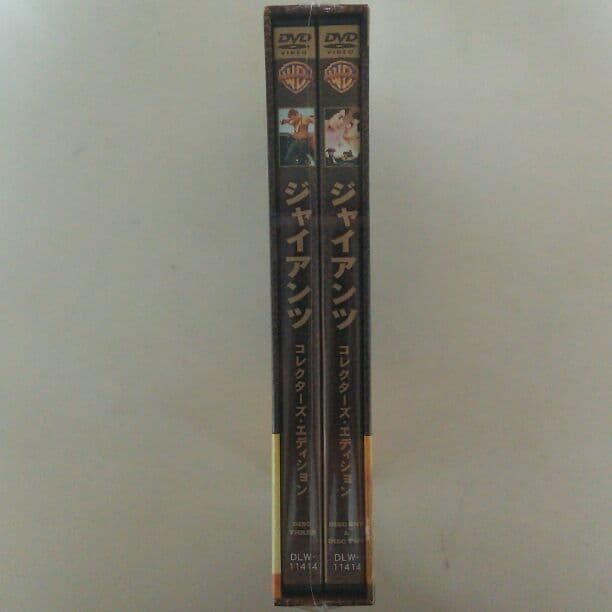 DVD
VIDEO
WB
ジャイアンツ
コレクターズ・エディション
DISC
THREE
DLW-
11414
DVD
VIDEO
WB
ジャイアンツ
コレクターズ・エディション
DISC ONE
&
DISC TWO
DLW-
11414